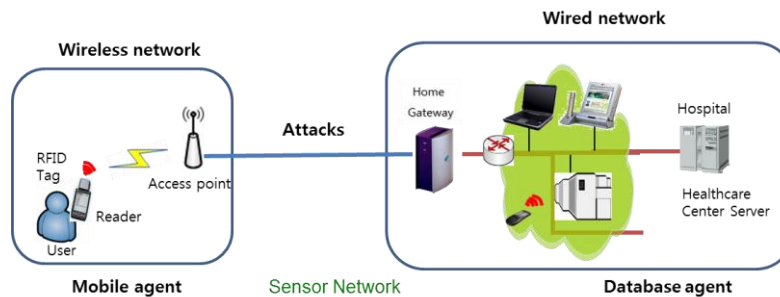 Wired network
Wireless network
Home
Gateway
Attacks
Hospital
RFID
Tag
Access point
Reader
Healthcare
Center Server
User
Mobile agent
Sensor Network
Database agent